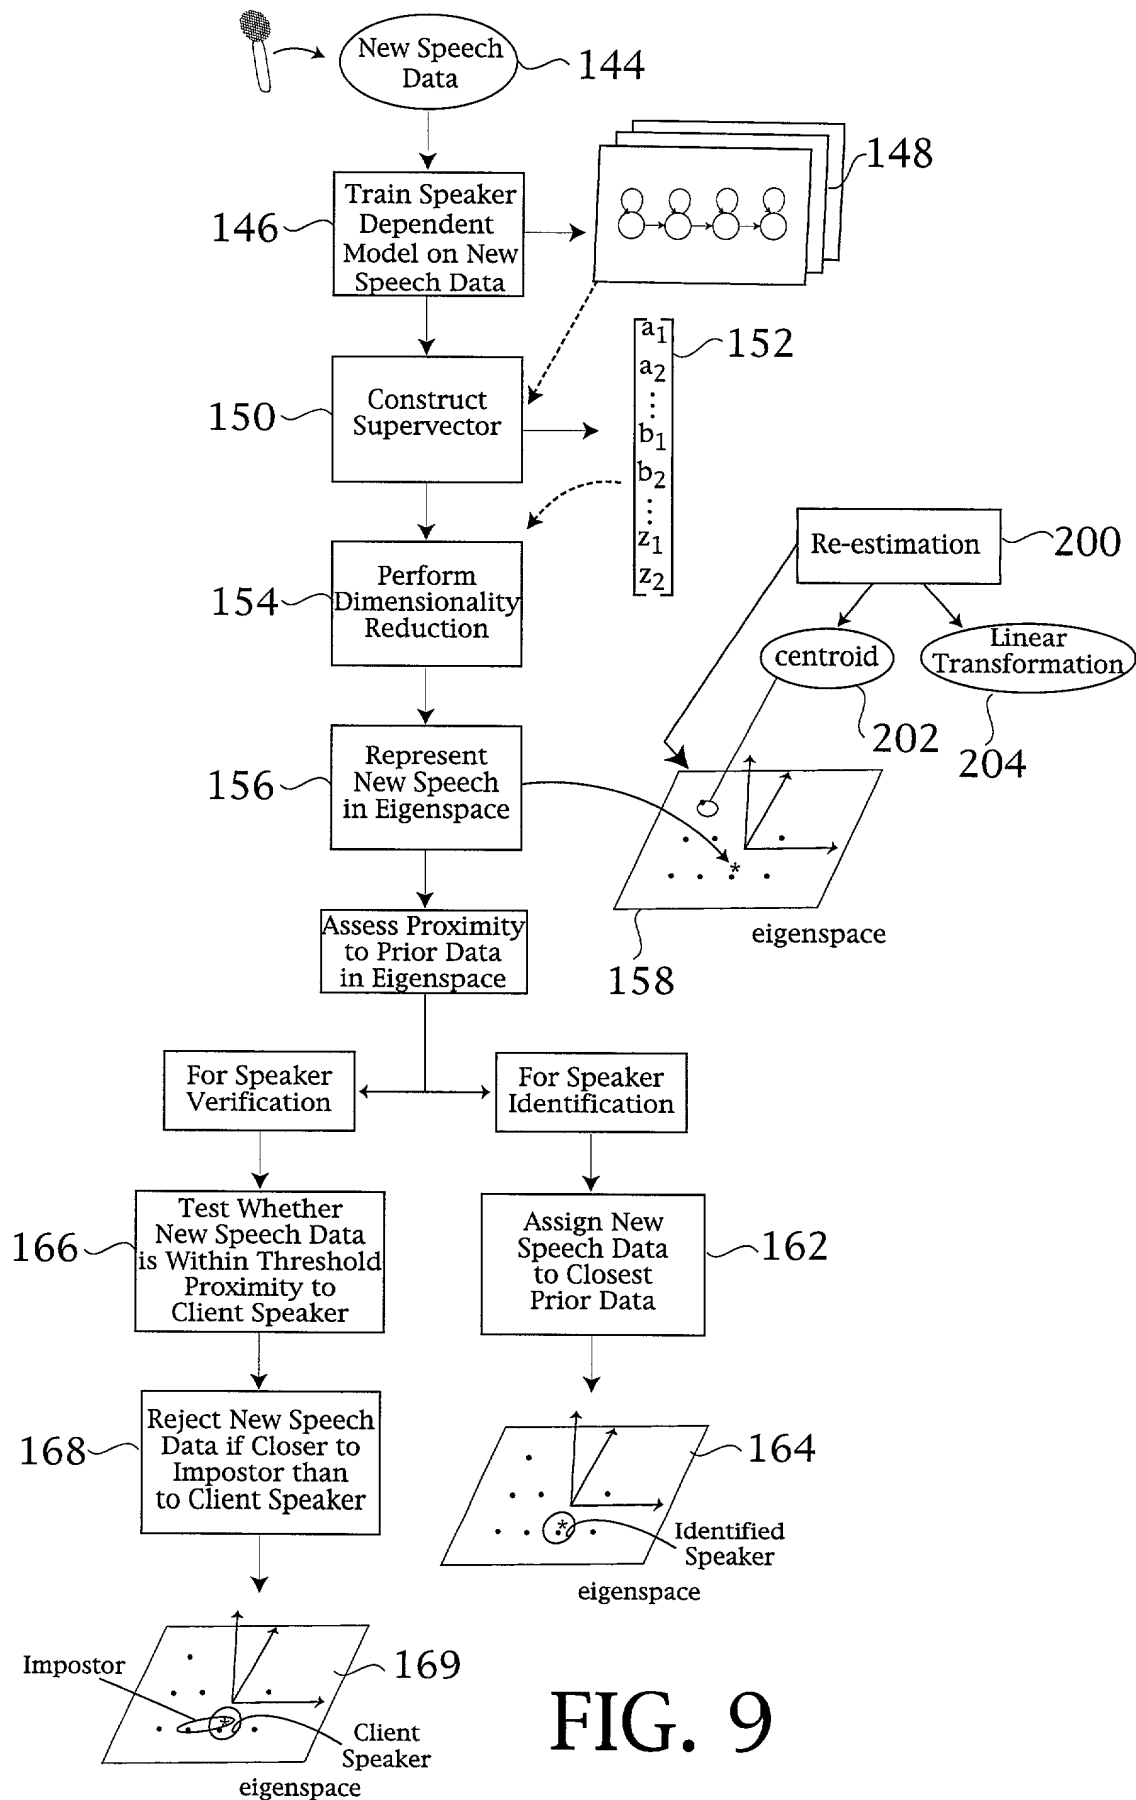 New Speech
Data
144
Train Speaker
Dependent
Model on New
Speech Data
146
148
Construct
Supervector
150
a1
a2
⋮
b1
b2
⋮
z1
z2
152
Perform
Dimensionality
Reduction
154
Re-estimation
200
centroid
202
Linear
Transformation
204
Represent
New Speech
in Eigenspace
156
*
158
eigenspace
Assess Proximity
to Prior Data
in Eigenspace
For Speaker
Verification
For Speaker
Identification
Test Whether
New Speech Data
is Within Threshold
Proximity to
Client Speaker
166
Assign New
Speech Data
to Closest
Prior Data
162
Reject New Speech
Data if Closer to
Impostor than
to Client Speaker
168
164
*
Identified
Speaker
eigenspace
Impostor
169
*
Client
Speaker
eigenspace
FIG. 9